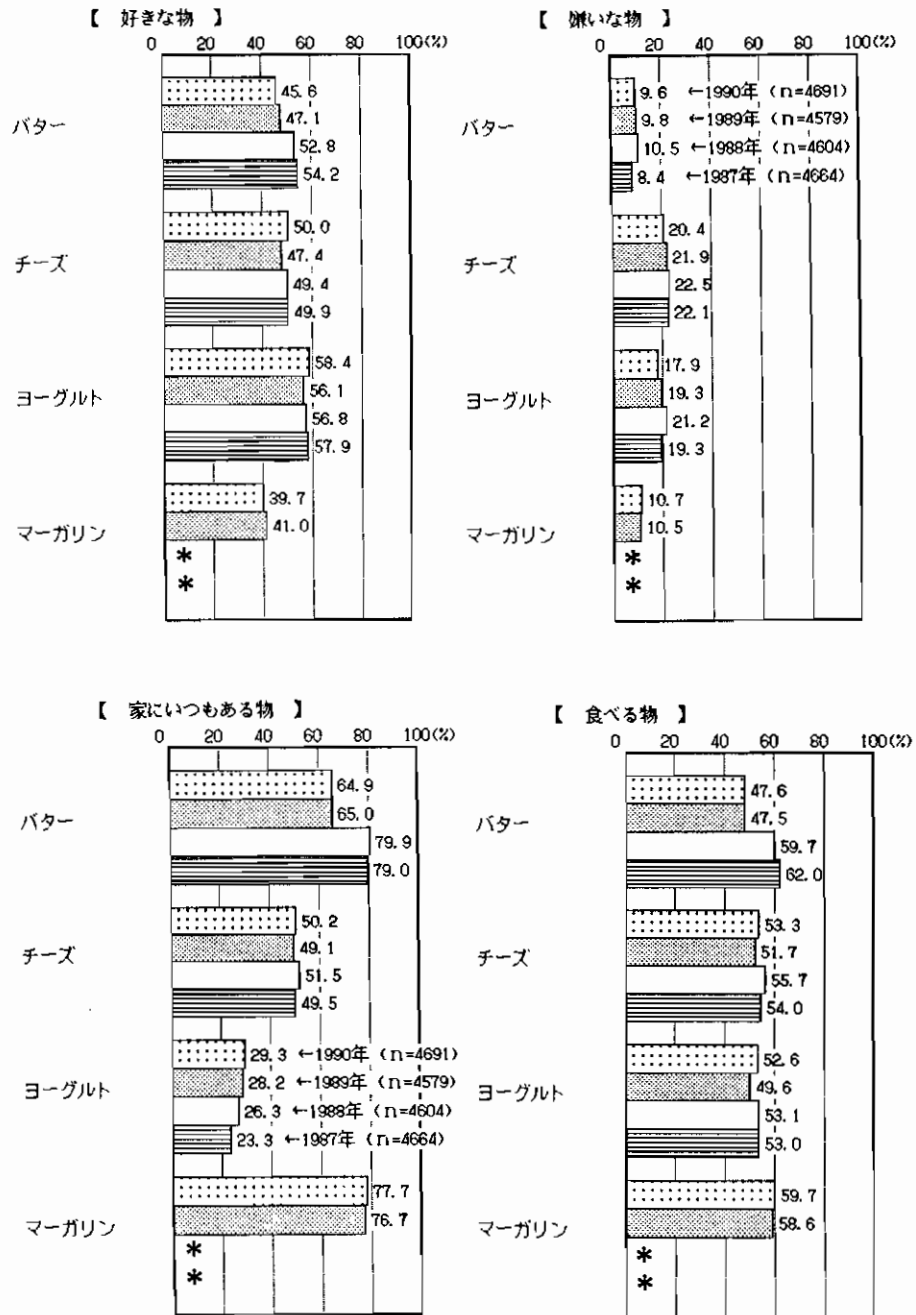 【 好きな物 】
0 20 40 60 80 100(%)
バター
45.6
47.1
52.8
54.2
チーズ
50.0
47.4
49.4
49.9
ヨーグルト
58.4
56.1
56.8
57.9
マーガリン
39.7
41.0
*
*
【 嫌いな物 】
0 20 40 60 80 100(%)
バター
9.6 ←1990年 (n=4691)
9.8 ←1989年 (n=4579)
10.5 ←1988年 (n=4604)
8.4 ←1987年 (n=4664)
チーズ
20.4
21.9
22.5
22.1
ヨーグルト
17.9
19.3
21.2
19.3
マーガリン
10.7
10.5
*
*
【 家にいつもある物 】
0 20 40 60 80 100(%)
バター
64.9
65.0
79.9
79.0
チーズ
50.2
49.1
51.5
49.5
ヨーグルト
29.3 ←1990年 (n=4691)
28.2 ←1989年 (n=4579)
26.3 ←1988年 (n=4604)
23.3 ←1987年 (n=4664)
マーガリン
77.7
76.7
*
*
【 食べる物 】
0 20 40 60 80 100(%)
バター
47.6
47.5
59.7
62.0
チーズ
53.3
51.7
55.7
54.0
ヨーグルト
52.6
49.6
53.1
53.0
マーガリン
59.7
58.6
*
*